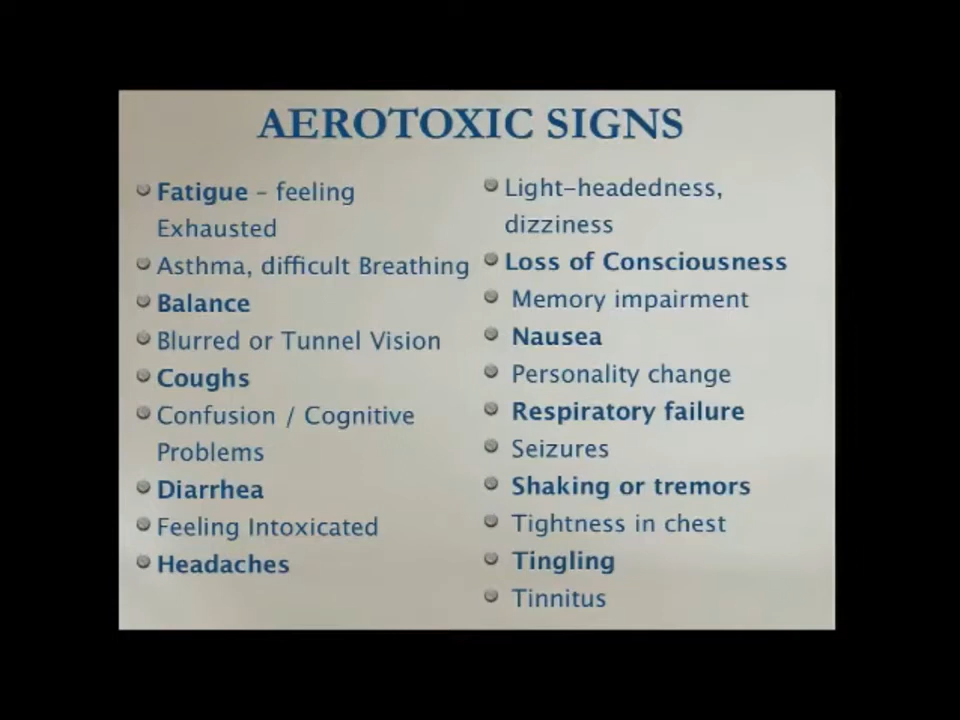 AEROTOXIC SIGNS
Fatigue – feeling
Exhausted
Asthma, difficult Breathing
Balance
Blurred or Tunnel Vision
Coughs
Confusion / Cognitive
Problems
Diarrhea
Feeling Intoxicated
Headaches
Light-headedness,
dizziness
Loss of Consciousness
Memory impairment
Nausea
Personality change
Respiratory failure
Seizures
Shaking or tremors
Tightness in chest
Tingling
Tinnitus